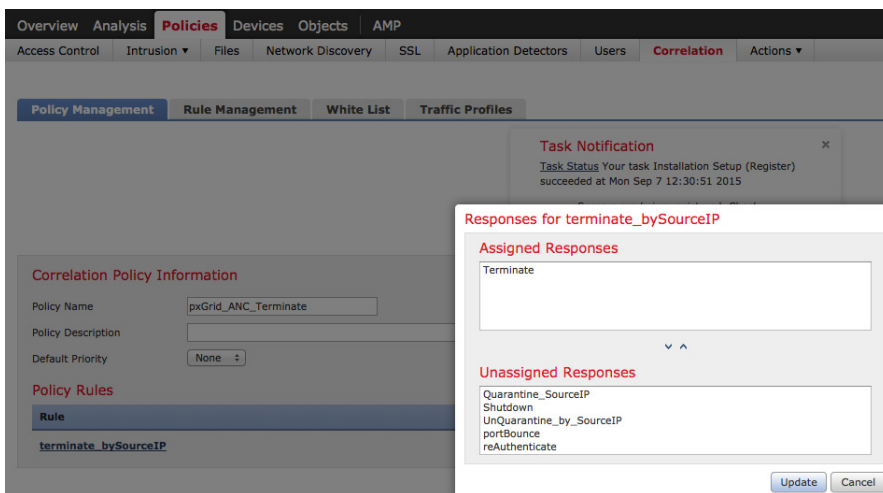 Overview Analysis Policies Devices Objects AMP
Access Control Intrusion ▼ Files Network Discovery SSL Application Detectors Users Correlation Actions ▼
Policy Management Rule Management White List Traffic Profiles
Task Notification ×
Task Status Your task Installation Setup (Register)
succeeded at Mon Sep 7 12:30:51 2015
Responses for terminate_bySourceIP
Assigned Responses
Terminate
Unassigned Responses
Quarantine_SourceIP
Shutdown
UnQuarantine_by_SourceIP
portBounce
reAuthenticate
Update Cancel
Correlation Policy Information
Policy Name pxGrid_ANC_Terminate
Policy Description
Default Priority None
Policy Rules
Rule
terminate_bySourceIP